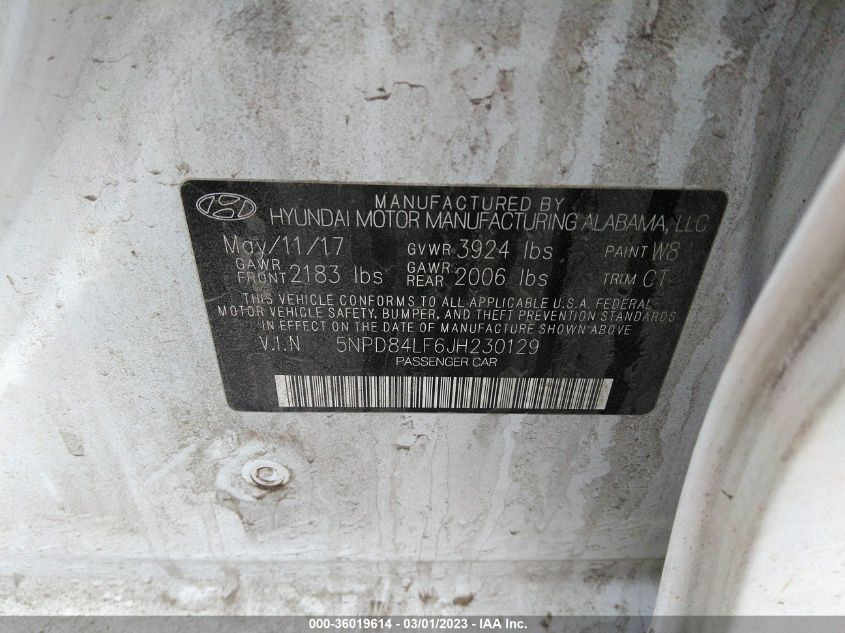 MANUFACTURED BY
HYUNDAI MOTOR MANUFACTURING ALABAMA, LLC
May/11/17 GVWR 3924 lbs PAINT W8
GAWR FRONT 2183 lbs GAWR REAR 2006 lbs TRIM CT
THIS VEHICLE CONFORMS TO ALL APPLICABLE U.S.A. FEDERAL
MOTOR VEHICLE SAFETY, BUMPER, AND THEFT PREVENTION STANDARDS
IN EFFECT ON THE DATE OF MANUFACTURE SHOWN ABOVE
V.I.N 5NPD84LF6JH230129
PASSENGER CAR
000-36019614 - 03/01/2023 - IAA Inc.